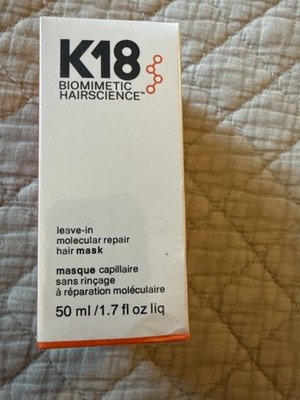 K18
BIOMIMETIC
HAIRSCIENCE™
leave-in
molecular repair
hair mask
masque capillaire
sans rinçage
à réparation moléculaire
50 ml /1.7 fl oz liq